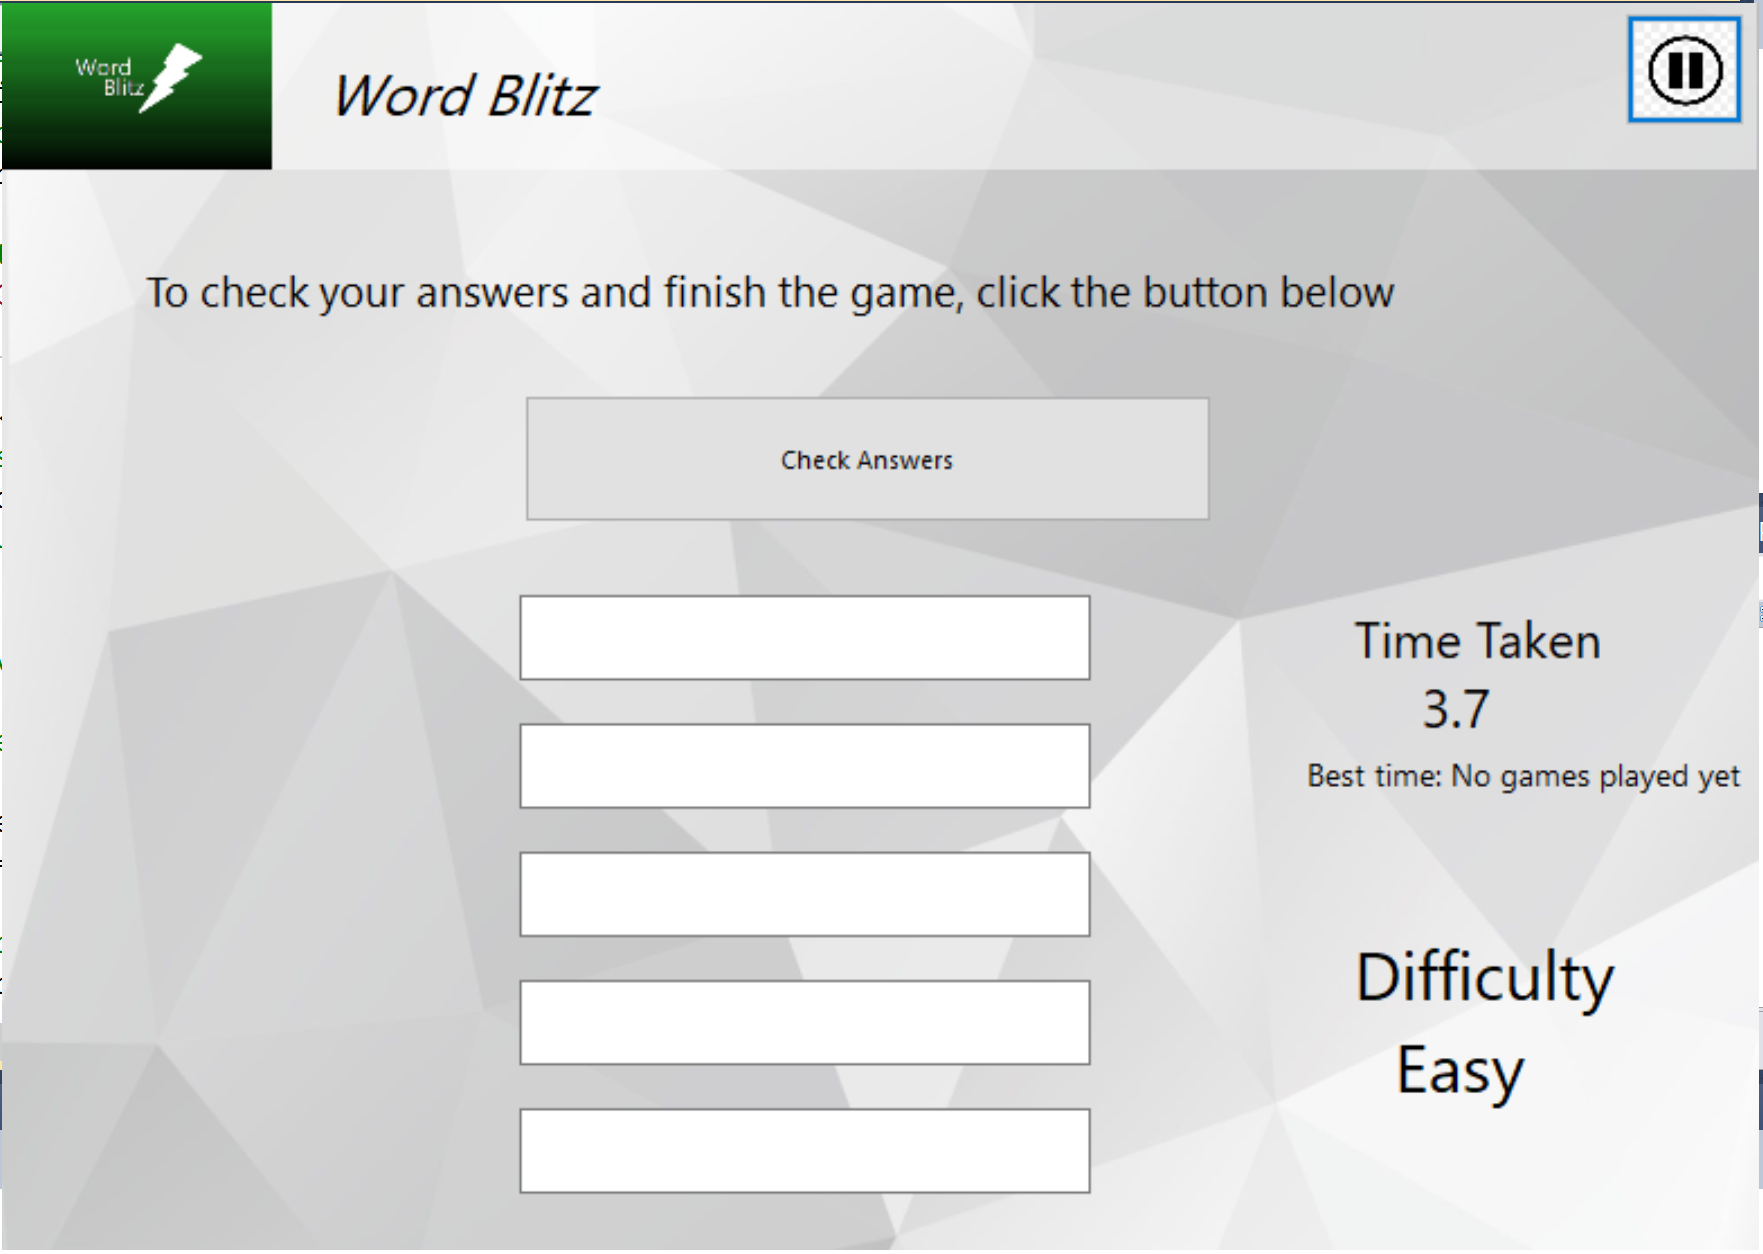 Word
Blitz
Word Blitz
To check your answers and finish the game, click the button below
Check Answers
Time Taken
3.7
Best time: No games played yet
Difficulty
Easy